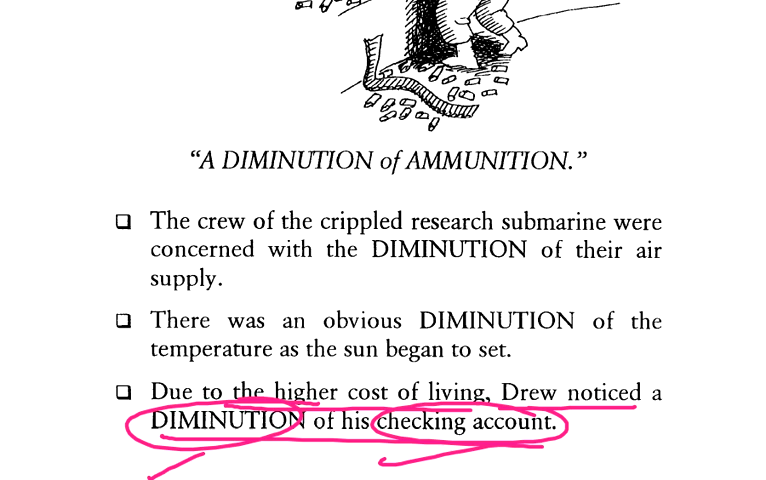 “A DIMINUTION of AMMUNITION.”
❑ The crew of the crippled research submarine were
concerned with the DIMINUTION of their air
supply.
❑ There was an obvious DIMINUTION of the
temperature as the sun began to set.
❑ Due to the higher cost of living, Drew noticed a
DIMINUTION of his checking account.